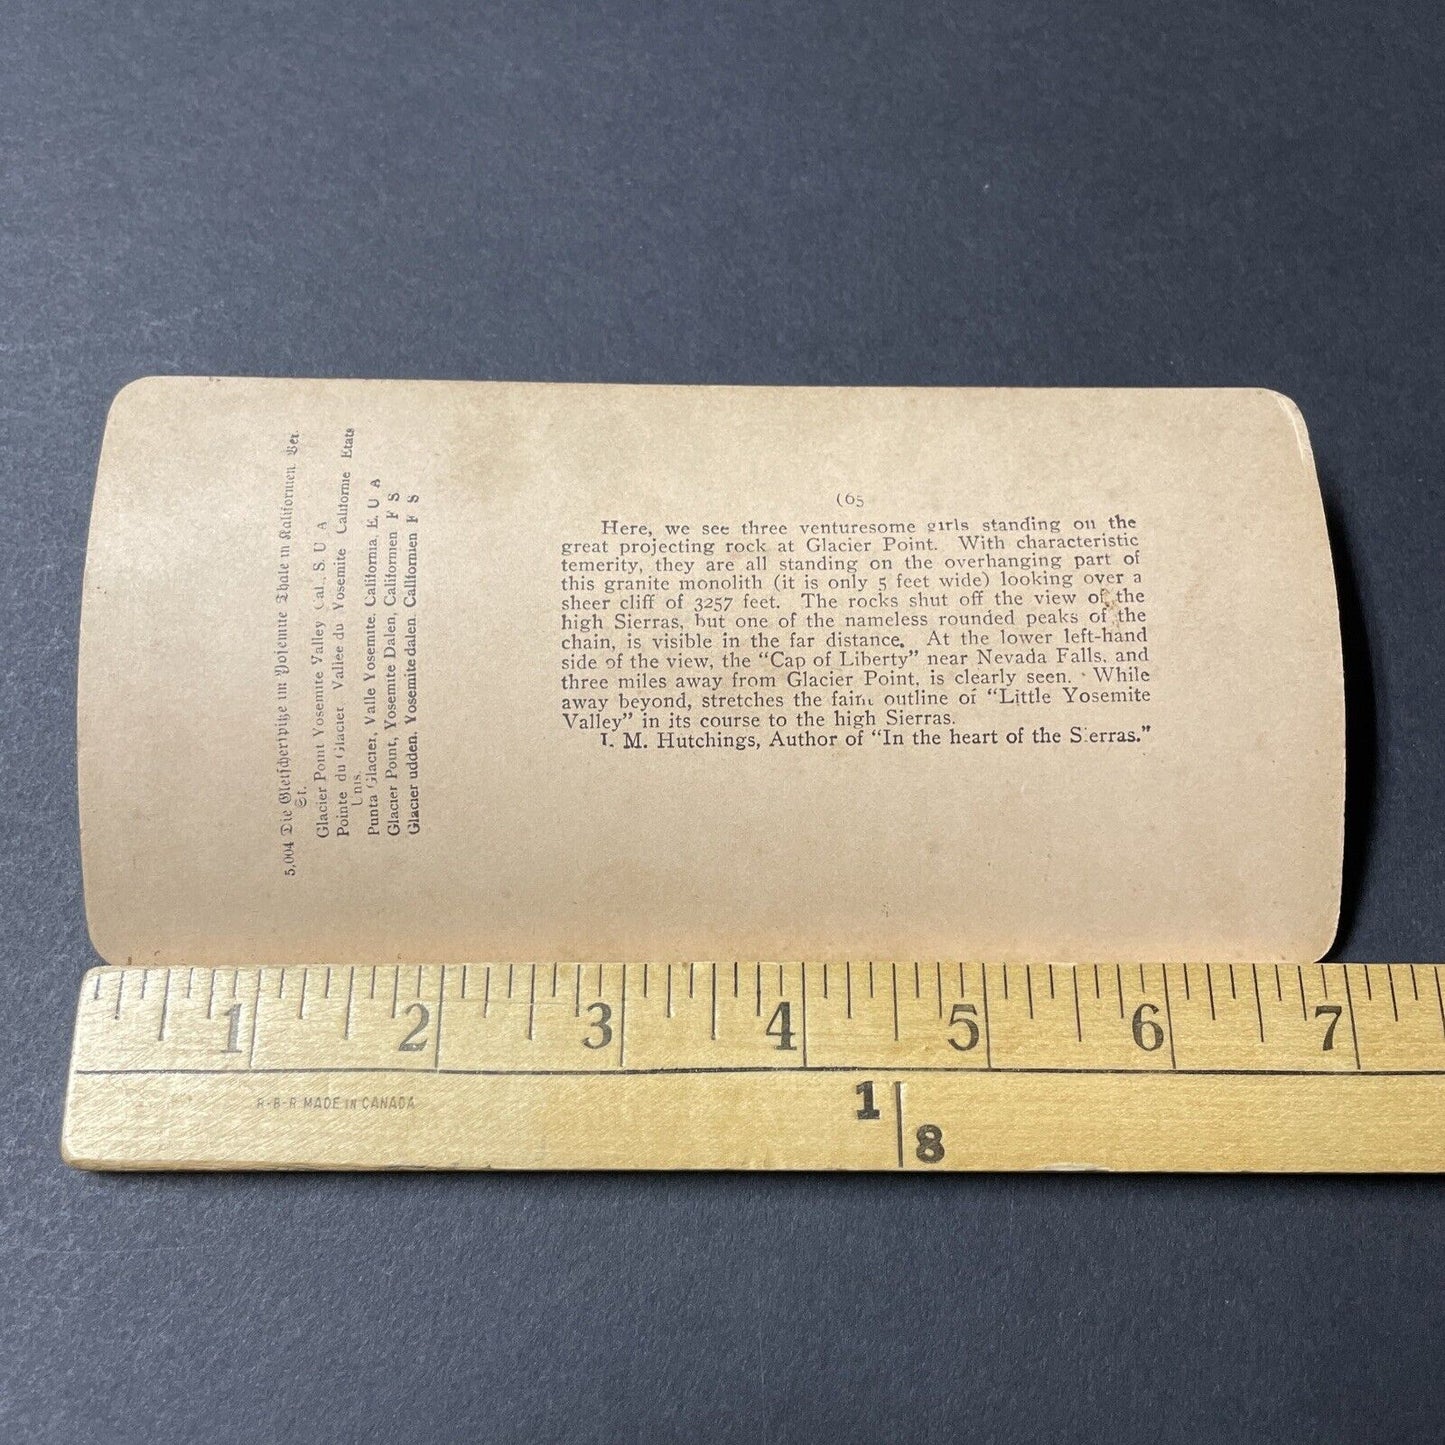 (65
Here, we see three venturesome girls standing on the
great projecting rock at Glacier Point. With characteristic
temerity, they are all standing on the overhanging part of
this granite monolith (it is only 5 feet wide) looking over a
sheer cliff of 3257 feet. The rocks shut off the view of the
high Sierras, but one of the nameless rounded peaks of the
chain, is visible in the far distance. At the lower left-hand
side of the view, the “Cap of Liberty” near Nevada Falls, and
three miles away from Glacier Point, is clearly seen. While
away beyond, stretches the faint outline of “Little Yosemite
Valley” in its course to the high Sierras.
J. M. Hutchings, Author of “In the heart of the Sierras.”
5,004 Die Gletscherspitze im Yosemite Thale in Kalifornien. Ver.
St.
Glacier Point Yosemite Valley Cal., S. U A
Pointe du Glacier Vallee du Yosemite Californie Etats
Unis.
Punta Glacier, Valle Yosemite, California, E. U A
Glacier Point, Yosemite Dalen, Californien F S
Glacier udden, Yosemitedalen, Californien F S
1 2 3 4 5 6 7
R-B-R MADE IN CANADA
1
8